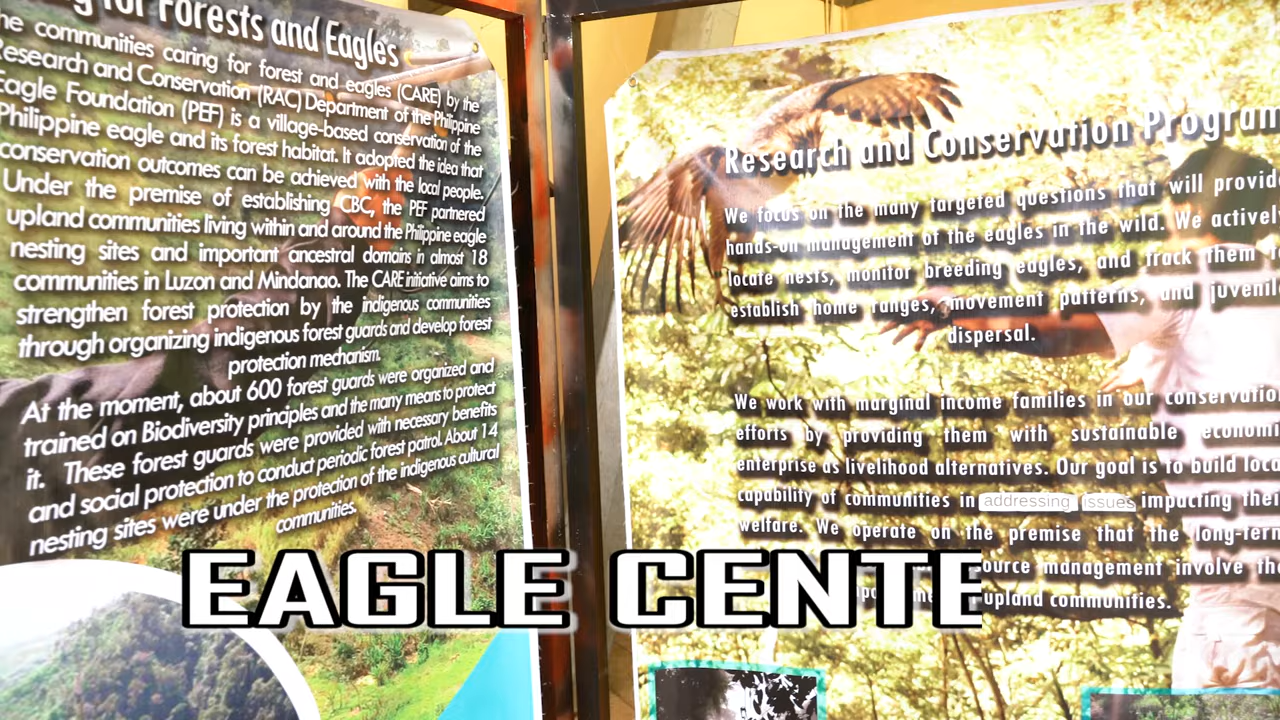 for Forests and Eagles
communities caring for forest and eagles (CARE) by the
Research and Conservation (RAC) Department of the Philippine
Eagle Foundation (PEF) is a village-based conservation of the
Philippine eagle and its forest habitat. It adopted the idea that
conservation outcomes can be achieved with the local people.
Under the premise of establishing CBC, the PEF partnered
upland communities living within and around the Philippine eagle
nesting sites and important ancestral domains in almost 18
communities in Luzon and Mindanao. The CARE initiative aims to
strengthen forest protection by the indigenous communities
through organizing indigenous forest guards and develop forest
protection mechanism.
At the moment, about 600 forest guards were organized and
trained on Biodiversity principles and the many means to protect
it. These forest guards were provided with necessary benefits
and social protection to conduct periodic forest patrol. About 14
nesting sites were under the protection of the indigenous cultural
communities.
Research and Conservation Program
We focus on the many targeted questions that will provide
hands-on management of the eagles in the wild. We actively
locate nests, monitor breeding eagles, and track them
establish home ranges, movement patterns, and juvenile
dispersal.
We work with marginal income families in our conservation
efforts by providing them with sustainable economi
enterprise as livelihood alternatives. Our goal is to build loca
capability of communities in addressing issues impacting thei
welfare. We operate on the premise that the long-term
source management involve the
upland communities.
EAGLE CENTE